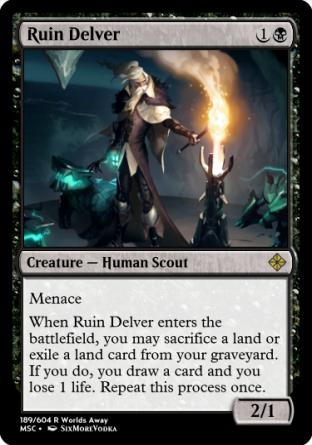 Ruin Delver 1
Creature — Human Scout
Menace
When Ruin Delver enters the
battlefield, you may sacrifice a land or
exile a land card from your graveyard.
If you do, you draw a card and you
lose 1 life. Repeat this process once.
2/1
189/604 R Worlds Away
MSC • SixMoreVodka